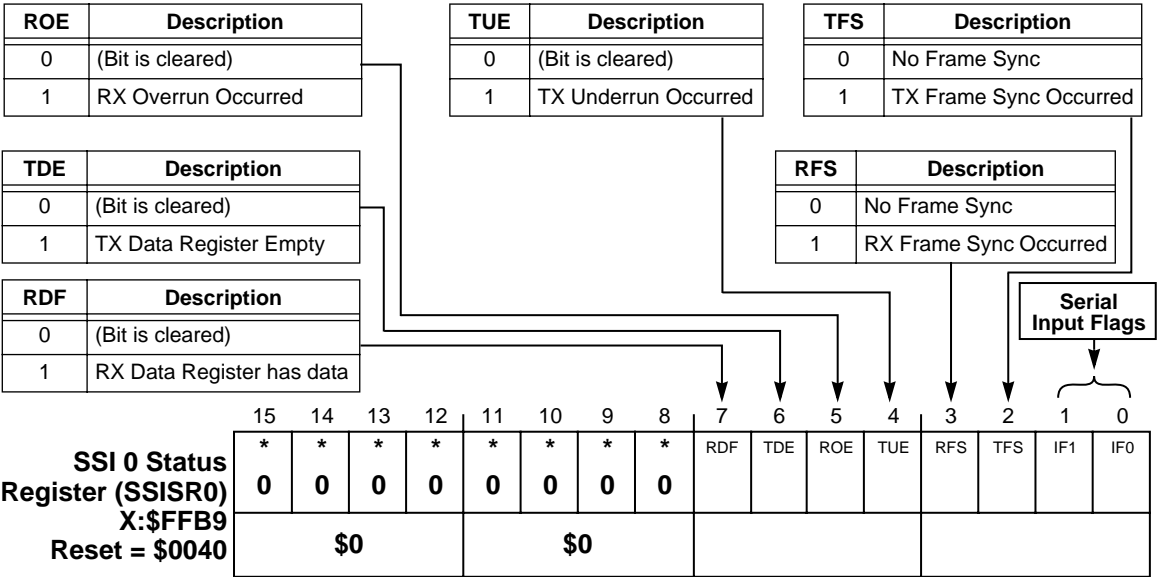 ROE Description
0 (Bit is cleared)
1 RX Overrun Occurred
TUE Description
0 (Bit is cleared)
1 TX Underrun Occurred
TFS Description
0 No Frame Sync
1 TX Frame Sync Occurred
TDE Description
0 (Bit is cleared)
1 TX Data Register Empty
RFS Description
0 No Frame Sync
1 RX Frame Sync Occurred
RDF Description
0 (Bit is cleared)
1 RX Data Register has data
Serial
Input Flags
15 14 13 12 11 10 9 8 7 6 5 4 3 2 1 0
* * * * * * * * RDF TDE ROE TUE RFS TFS IF1 IF0
0 0 0 0 0 0 0 0
$0 $0
SSI 0 Status
Register (SSISR0)
X:$FFB9
Reset = $0040